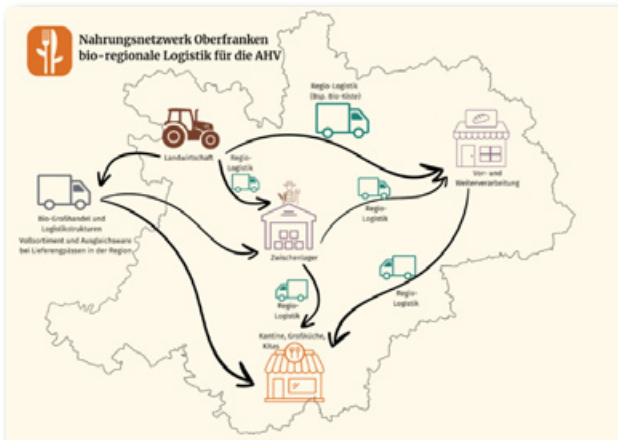 Nahrungsnetzwerk Oberfranken
bio-regionale Logistik für die AHV
Regio-Logistik
(Bsp. Bio-Kiste)
Landwirtschaft
Regio-
Logistik
Vor- und
Weiterverarbeitung
Bio-Großhandel und
Logistikstrukturen
Vollsortiment und Ausgleichsware
bei Lieferengpässen in der Region
Regio-
Logistik
Zwischenlager
Regio-
Logistik
Regio-
Logistik
Kantine, Großküche,
Kitas